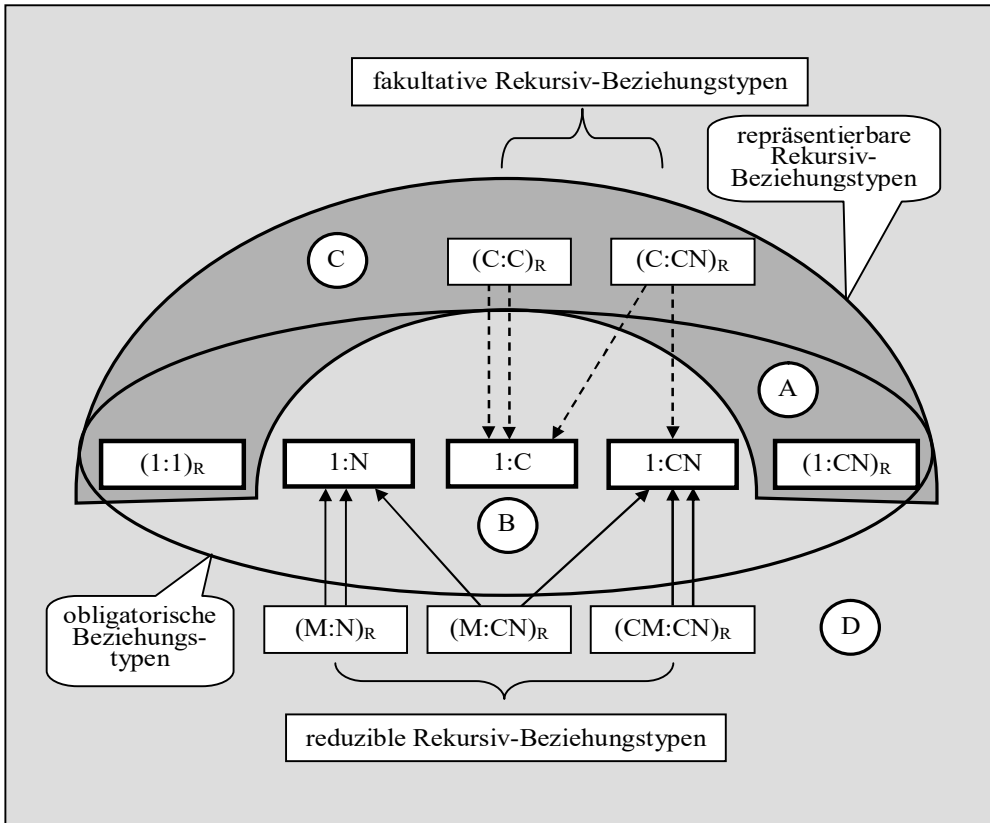 fakultative Rekursiv-Beziehungstypen
repräsentierbare
Rekursiv-
Beziehungstypen
C
(C:C)R
(C:CN)R
A
(1:1)R
1:N
1:C
1:CN
(1:CN)R
B
obligatorische
Beziehungs-
typen
(M:N)R
(M:CN)R
(CM:CN)R
D
reduzible Rekursiv-Beziehungstypen